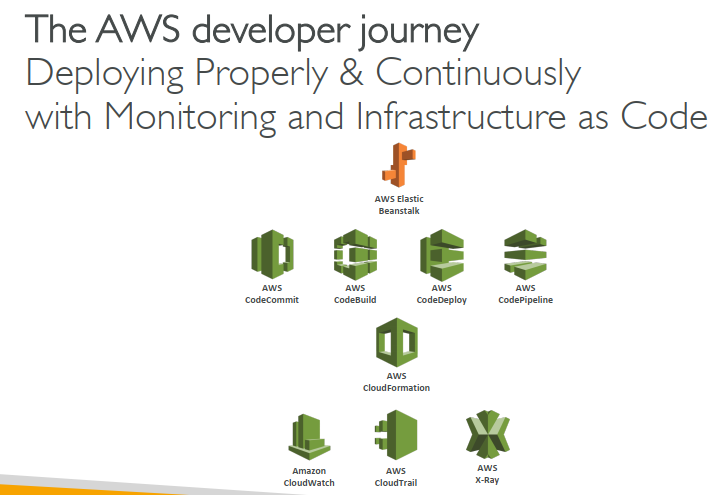 The AWS developer journey
Deploying Properly & Continuously
with Monitoring and Infrastructure as Code
AWS Elastic
Beanstalk
AWS
CodeCommit
AWS
CodeBuild
AWS
CodeDeploy
AWS
CodePipeline
AWS
CloudFormation
Amazon
CloudWatch
AWS
CloudTrail
AWS
X-Ray